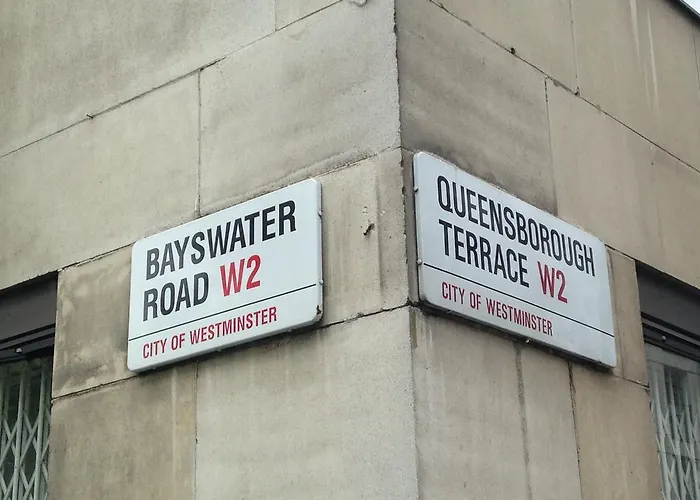 BAYSWATER
ROAD W2
CITY OF WESTMINSTER
QUEENSBOROUGH
TERRACE W2
CITY OF WESTMINSTER